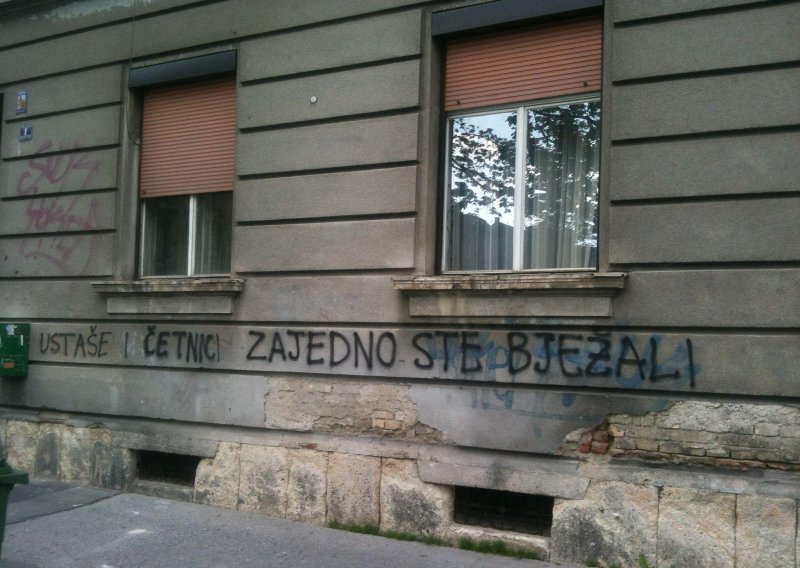 USTAŠE I ČETNICI ZAJEDNO STE BJEŽALI